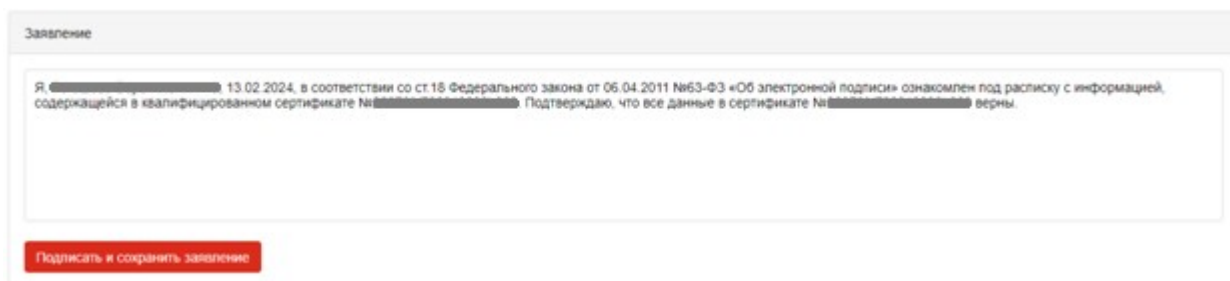 Заявление
Я, 13.02.2024, в соответствии со ст.18 Федерального закона от 06.04.2011 №63-ФЗ «Об электронной подписи» ознакомлен под расписку с информацией,
содержащейся в квалифицированном сертификате № Подтверждаю, что все данные в сертификате № верны.
Подписать и сохранить заявление